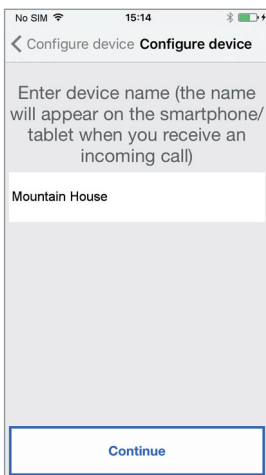 No SIM 15:14
Configure device Configure device
Enter device name (the name
will appear on the smartphone/
tablet when you receive an
incoming call)
Mountain House
Continue